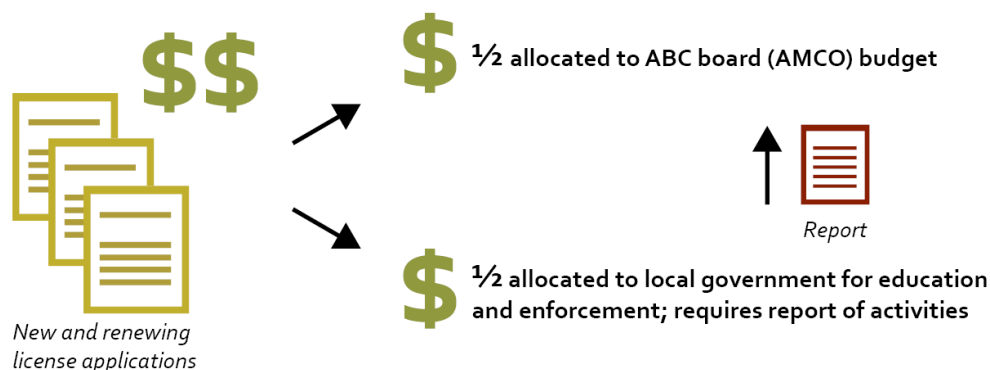 $$
$ ½ allocated to ABC board (AMCO) budget
Report
$ ½ allocated to local government for education
and enforcement; requires report of activities
New and renewing
license applications